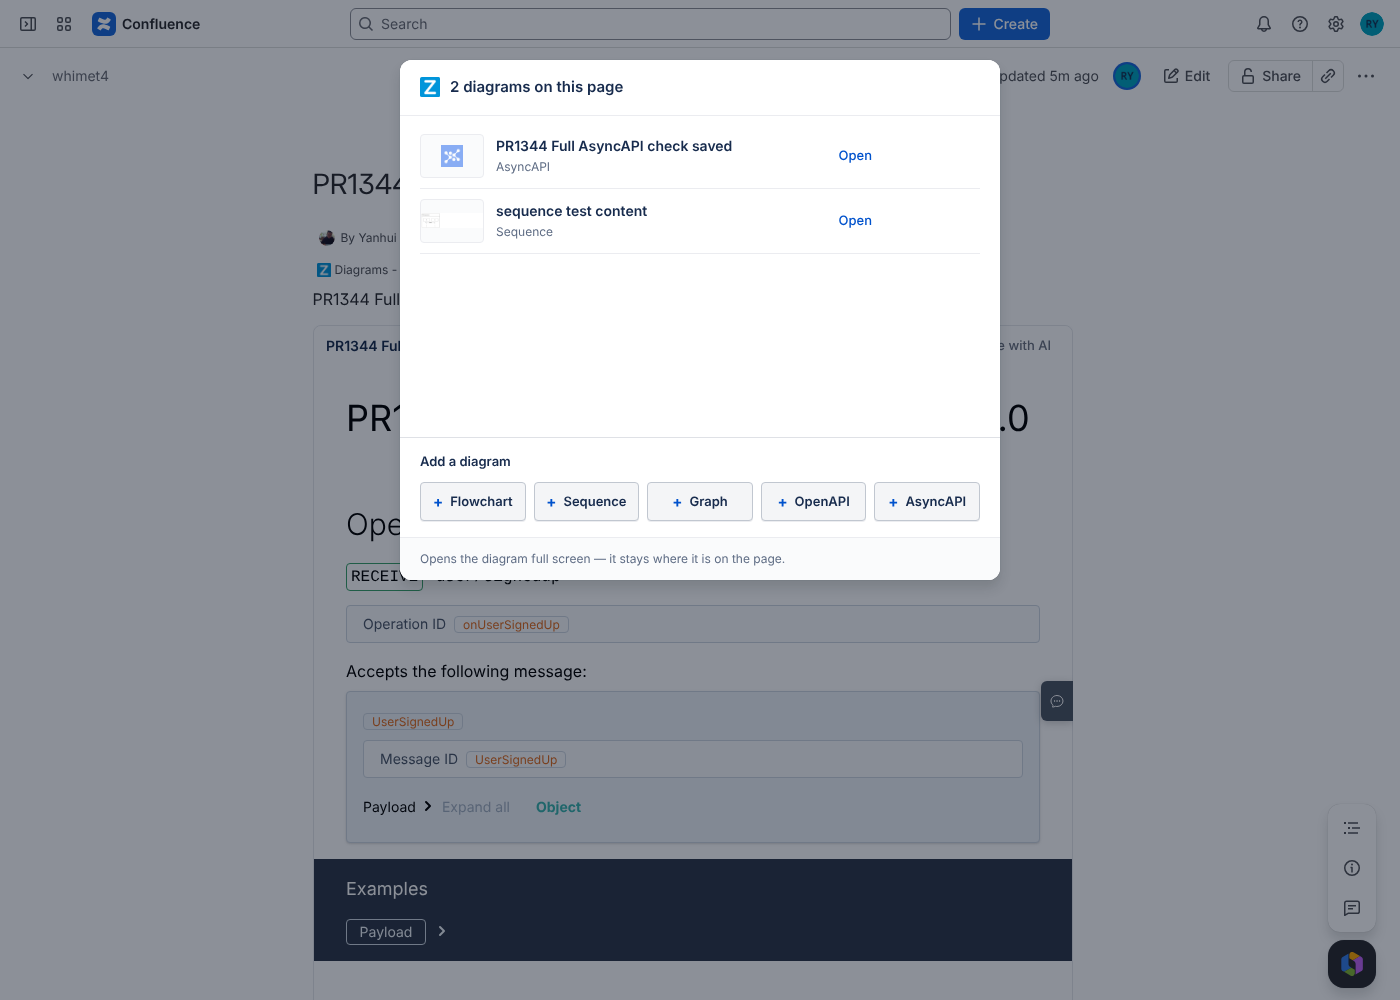 Confluence
Search
Create
RY
whimet4
pdated 5m ago
RY
Edit
Share
2 diagrams on this page
PR1344 Full AsyncAPI check saved
AsyncAPI
Open
sequence test content
Sequence
Open
Add a diagram
+ Flowchart
+ Sequence
+ Graph
+ OpenAPI
+ AsyncAPI
Opens the diagram full screen — it stays where it is on the page.
PR1344
By Yanhui
Diagrams -
PR1344 Full
PR1344 Ful
e with AI
PR1
.0
Ope
RECEIVE
Operation ID onUserSignedUp
Accepts the following message:
UserSignedUp
Message ID UserSignedUp
Payload Expand all Object
Examples
Payload